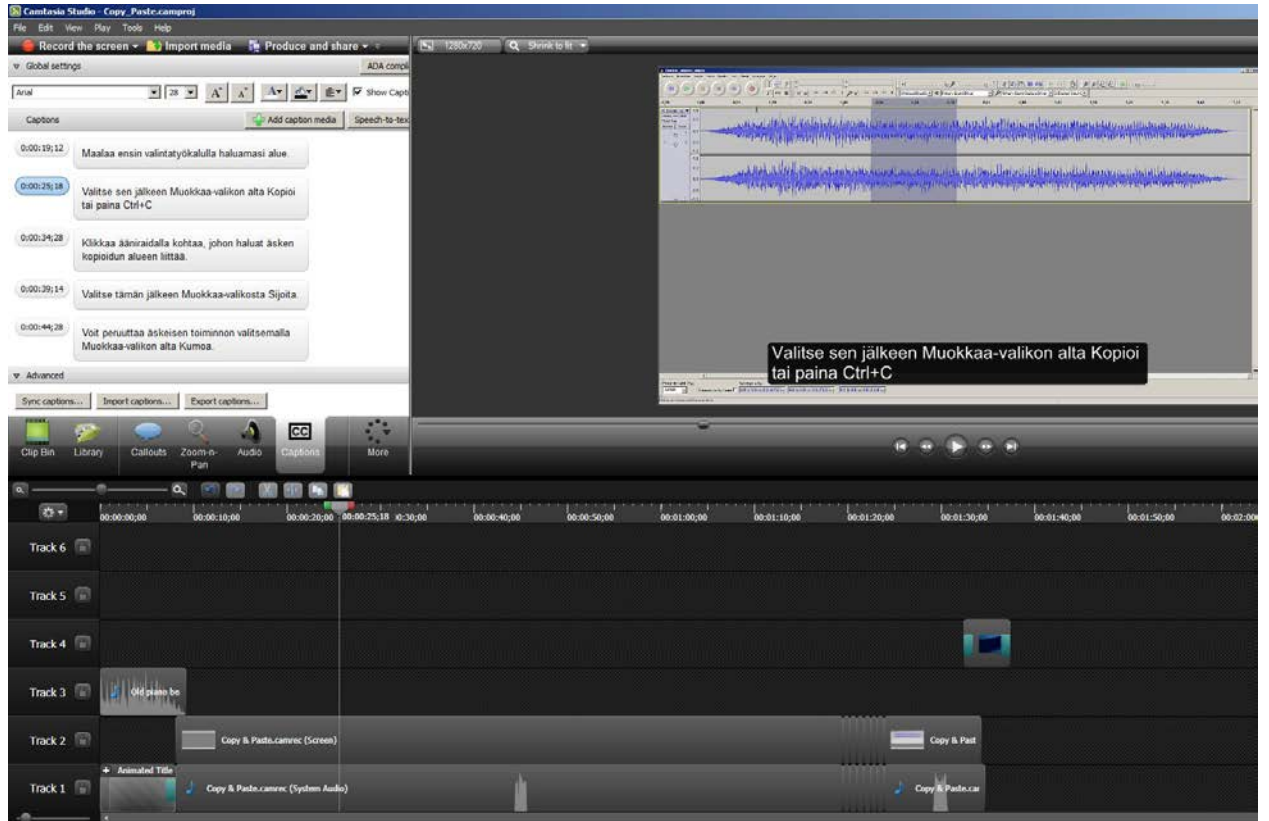 Camtasia Studio - Copy_Paste.camproj
File Edit View Play Tools Help
Record the screen Import media Produce and share
1280x720 Shrink to fit
Global settings ADA compli
Arial 28 Show Capti
Captions Add caption media Speech-to-tex
0:00:19;12 Maalaa ensin valintatyökalulla haluamasi alue.
0:00:25;18 Valitse sen jälkeen Muokkaa-valikon alta Kopioi
tai paina Ctrl+C
0:00:34;28 Klikkaa ääniraidalla kohtaa, johon haluat äsken
kopioidun alueen liittää.
0:00:39;14 Valitse tämän jälkeen Muokkaa-valikosta Sijoita.
0:00:44;28 Voit peruuttaa äskeisen toiminnon valitsemalla
Muokkaa-valikon alta Kumoa.
Advanced
Sync captions... Import captions... Export captions...
Valitse sen jälkeen Muokkaa-valikon alta Kopioi
tai paina Ctrl+C
Clip Bin Library Callouts Zoom-n-
Pan Audio CC Captions More
00:00:00;00 00:00:10;00 00:00:20;00 00:00:25;18 00:00:40;00 00:00:50;00 00:01:00;00 00:01:10;00 00:01:20;00 00:01:30;00 00:01:40;00 00:01:50;00
Track 6
Track 5
Track 4
Track 3 Old piano be
Track 2 Copy & Paste.camrec (Screen) Copy & Past
Animated Title
Track 1 Copy & Paste.camrec (System Audio) Copy & Paste.car